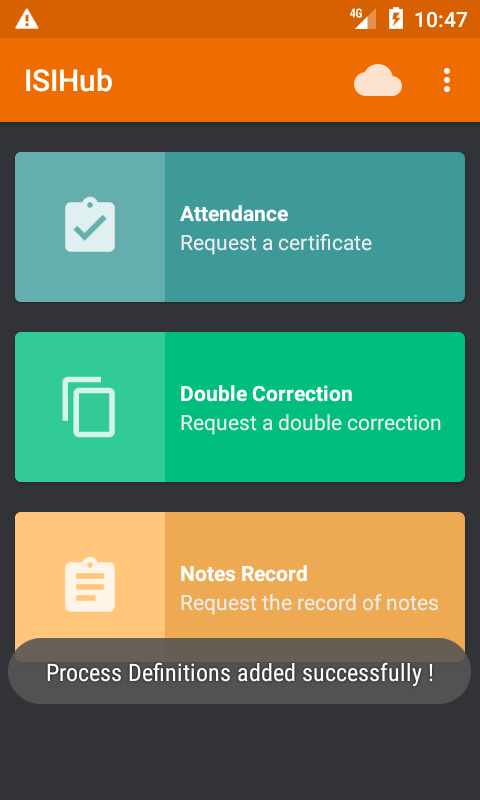 4G
10:47
ISIHub
Attendance
Request a certificate
Double Correction
Request a double correction
Notes Record
Request the record of notes
Process Definitions added successfully !